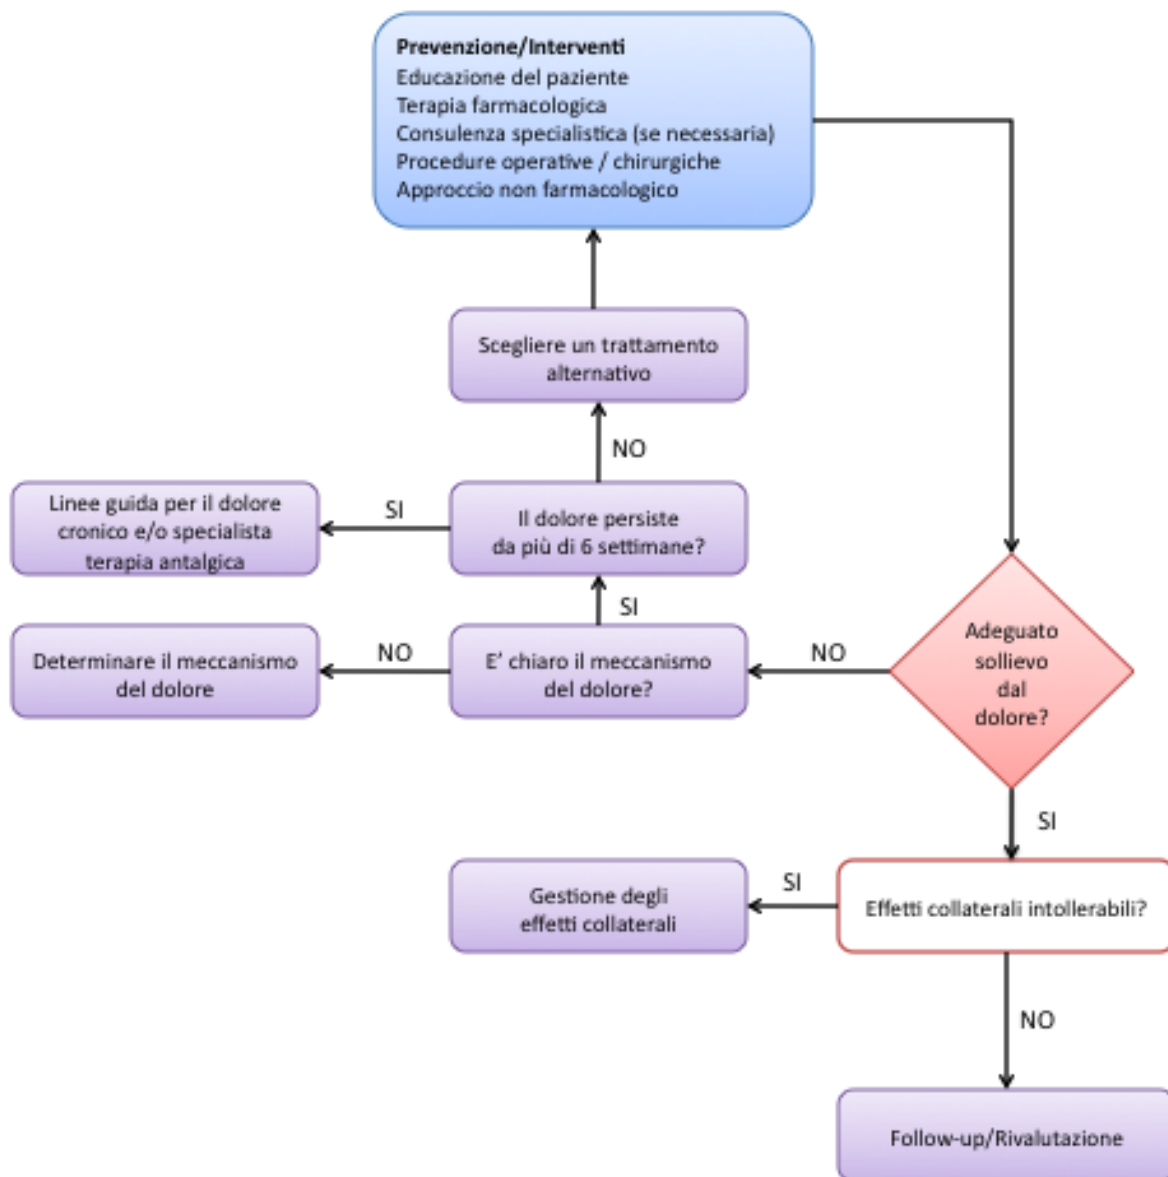 Prevenzione/Interventi
Educazione del paziente
Terapia farmacologica
Consulenza specialistica (se necessaria)
Procedure operative / chirurgiche
Approccio non farmacologico
Scegliere un trattamento
alternativo
NO
Linee guida per il dolore
cronico e/o specialista
terapia antalgica
SI
Il dolore persiste
da più di 6 settimane?
SI
Determinare il meccanismo
del dolore
NO
E' chiaro il meccanismo
del dolore?
NO
Adeguato
sollievo
dal
dolore?
SI
Gestione degli
effetti collaterali
SI
Effetti collaterali intollerabili?
NO
Follow-up/Rivalutazione